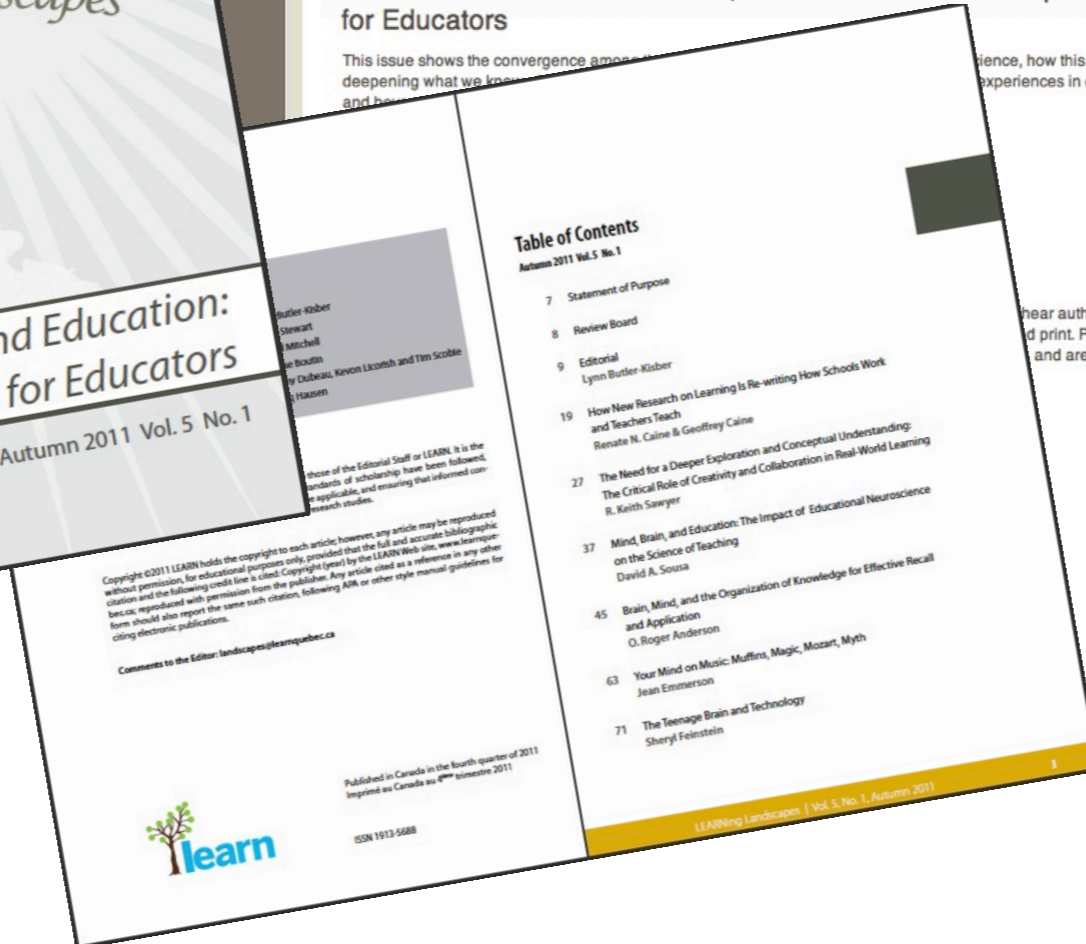 scapes
nd Education:
for Educators
Autumn 2011 Vol. 5 No. 1
for Educators
This issue shows the convergence among
ience, how this
deepening what we know
experiences in
hear auth
d print. F
and are
Butler-Kisber
Stewart
Mitchell
Boutin
Dubeau, Kevon Licorish and Tim Scobie
Hausen
those of the Editorial Staff or LEARN. It is the
standards of scholarship have been followed,
applicable, and ensuring that informed con-
research studies.
Copyright ©2011 LEARN holds the copyright to each article; however, any article may be reproduced
without permission, for educational purposes only, provided that the full and accurate bibliographic
citation and the following credit line is cited: Copyright (year) by the LEARN Web site, www.learnque-
bec.ca; reproduced with permission from the publisher. Any article cited as a reference in any other
form should also report the same such citation, following APA or other style manual guidelines for
citing electronic publications.
Comments to the Editor: landscapes@learnquebec.ca
Published in Canada in the fourth quarter of 2011
Imprimé au Canada au 4ème trimestre 2011
ISSN 1913-5688
learn
Table of Contents
Autumn 2011 Vol. 5 No. 1
7 Statement of Purpose
8 Review Board
9 Editorial
Lynn Butler-Kisber
19 How New Research on Learning Is Re-writing How Schools Work
and Teachers Teach
Renate N. Caine & Geoffrey Caine
27 The Need for a Deeper Exploration and Conceptual Understanding:
The Critical Role of Creativity and Collaboration in Real-World Learning
R. Keith Sawyer
37 Mind, Brain, and Education: The Impact of Educational Neuroscience
on the Science of Teaching
David A. Sousa
45 Brain, Mind, and the Organization of Knowledge for Effective Recall
and Application
O. Roger Anderson
63 Your Mind on Music: Muffins, Magic, Mozart, Myth
Jean Emmerson
71 The Teenage Brain and Technology
Sheryl Feinstein
LEARNing Landscapes | Vol. 5, No. 1, Autumn 2011
3